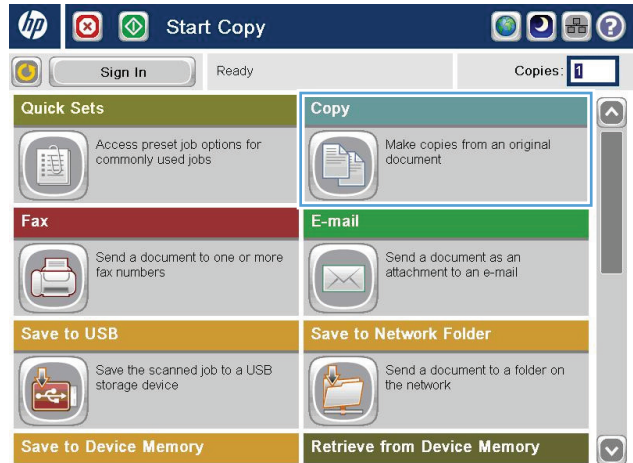 hp
Start Copy
?
Sign In
Ready
Copies: 1
Quick Sets
Access preset job options for
commonly used jobs
Copy
Make copies from an original
document
Fax
Send a document to one or more
fax numbers
E-mail
Send a document as an
attachment to an e-mail
Save to USB
Save the scanned job to a USB
storage device
Save to Network Folder
Send a document to a folder on
the network
Save to Device Memory
Retrieve from Device Memory